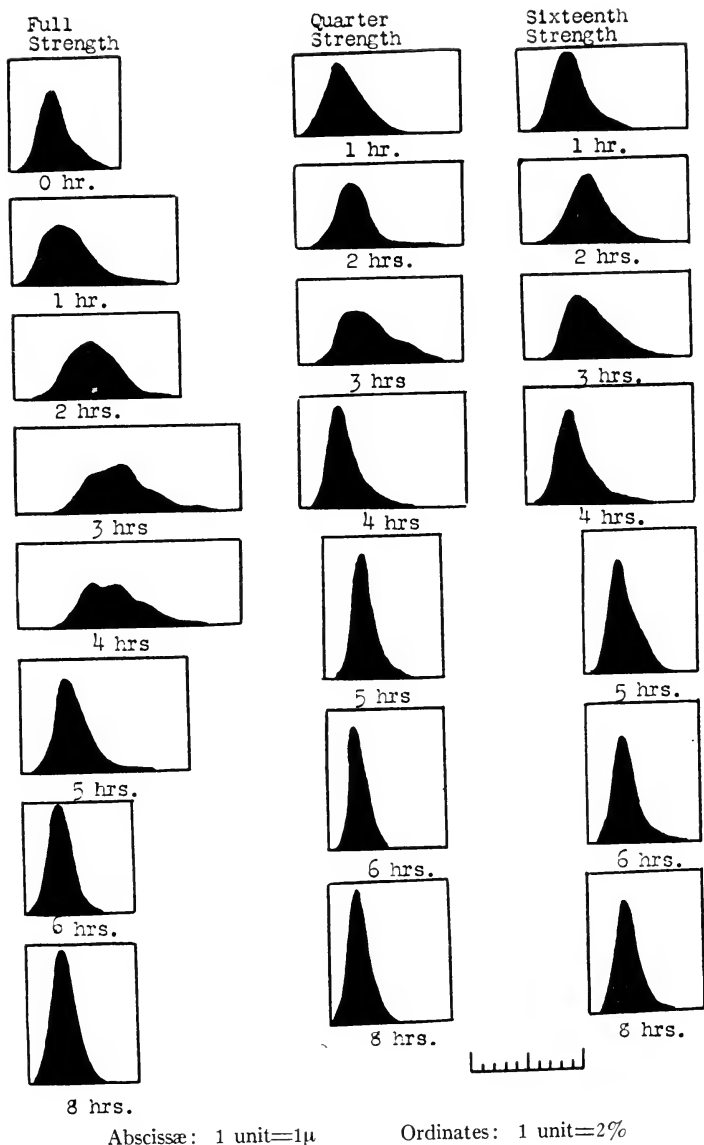 Full
Strength
Quarter
Strength
Sixteenth
Strength
0 hr.
1 hr.
1 hr.
1 hr.
2 hrs.
2 hrs.
2 hrs.
3 hrs
3 hrs
3 hrs.
4 hrs
4 hrs
4 hrs.
5 hrs.
5 hrs
5 hrs.
6 hrs.
6 hrs.
6 hrs.
8 hrs.
8 hrs.
8 hrs.
Abscissæ: 1 unit=1μ Ordinates: 1 unit=2%